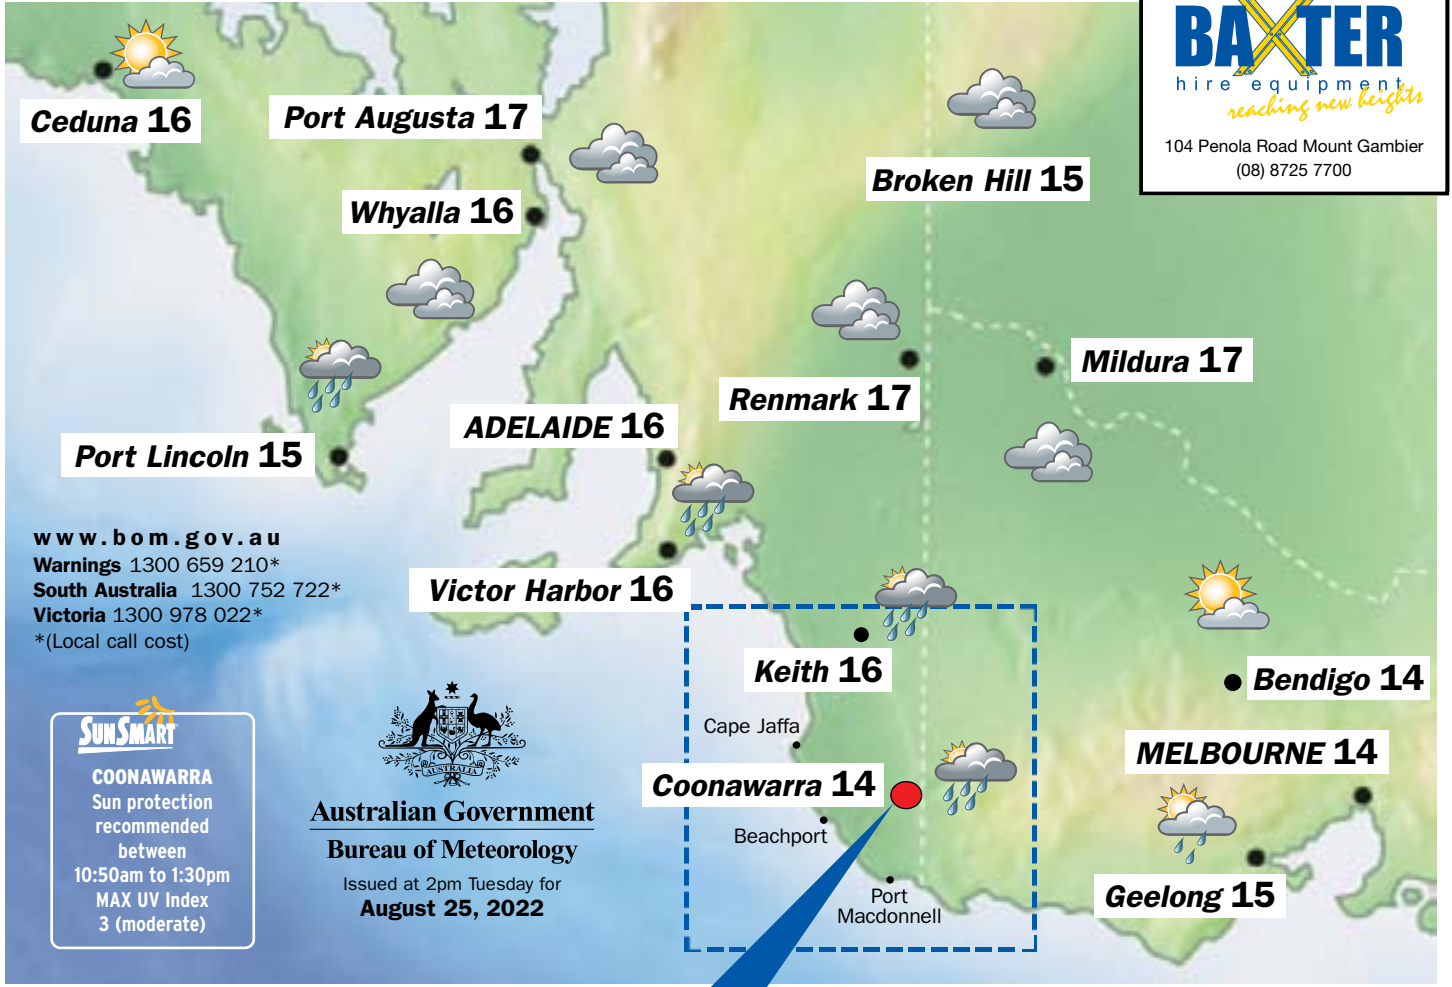 BAXTER
hire equipment
reaching new heights
104 Penola Road Mount Gambier
(08) 8725 7700
Ceduna 16
Port Augusta 17
Whyalla 16
Broken Hill 15
Mildura 17
Renmark 17
ADELAIDE 16
Port Lincoln 15
www.bom.gov.au
Warnings 1300 659 210*
South Australia 1300 752 722*
Victoria 1300 978 022*
*(Local call cost)
Victor Harbor 16
Keith 16
Bendigo 14
Cape Jaffa
MELBOURNE 14
Coonawarra 14
Beachport
Port
Macdonnell
Geelong 15
SUNSMART
COONAWARRA
Sun protection
recommended
between
10:50am to 1:30pm
MAX UV Index
3 (moderate)
AUSTRALIA
Australian Government
Bureau of Meteorology
Issued at 2pm Tuesday for
August 25, 2022